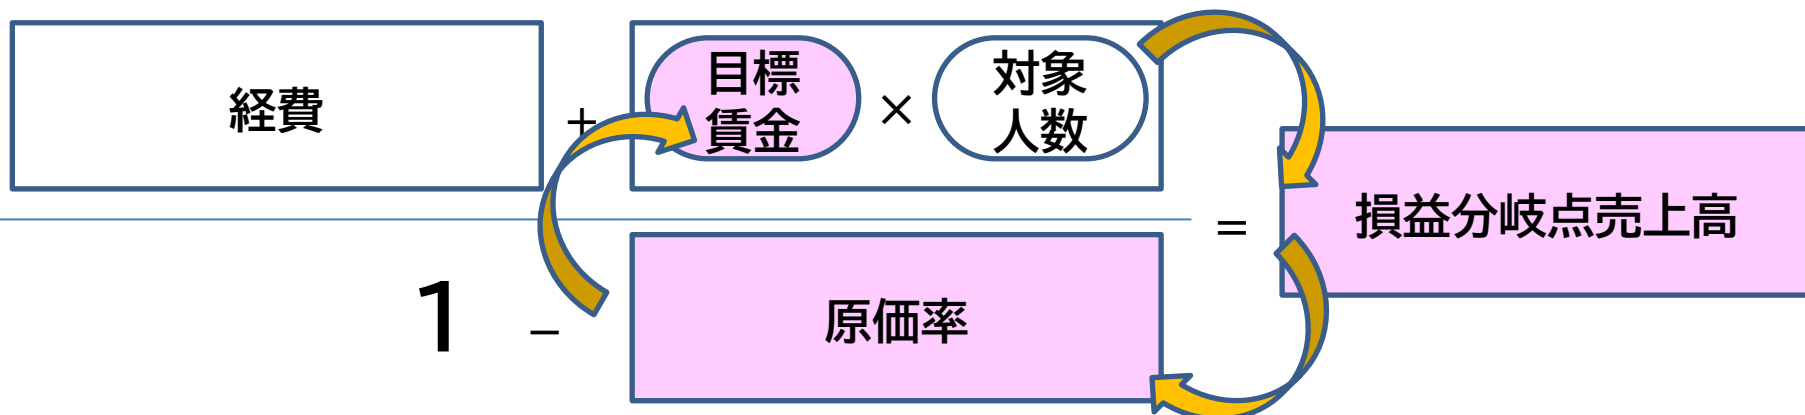 経費
+
目標
賃金
×
対象
人数
=
損益分岐点売上高
1
−
原価率